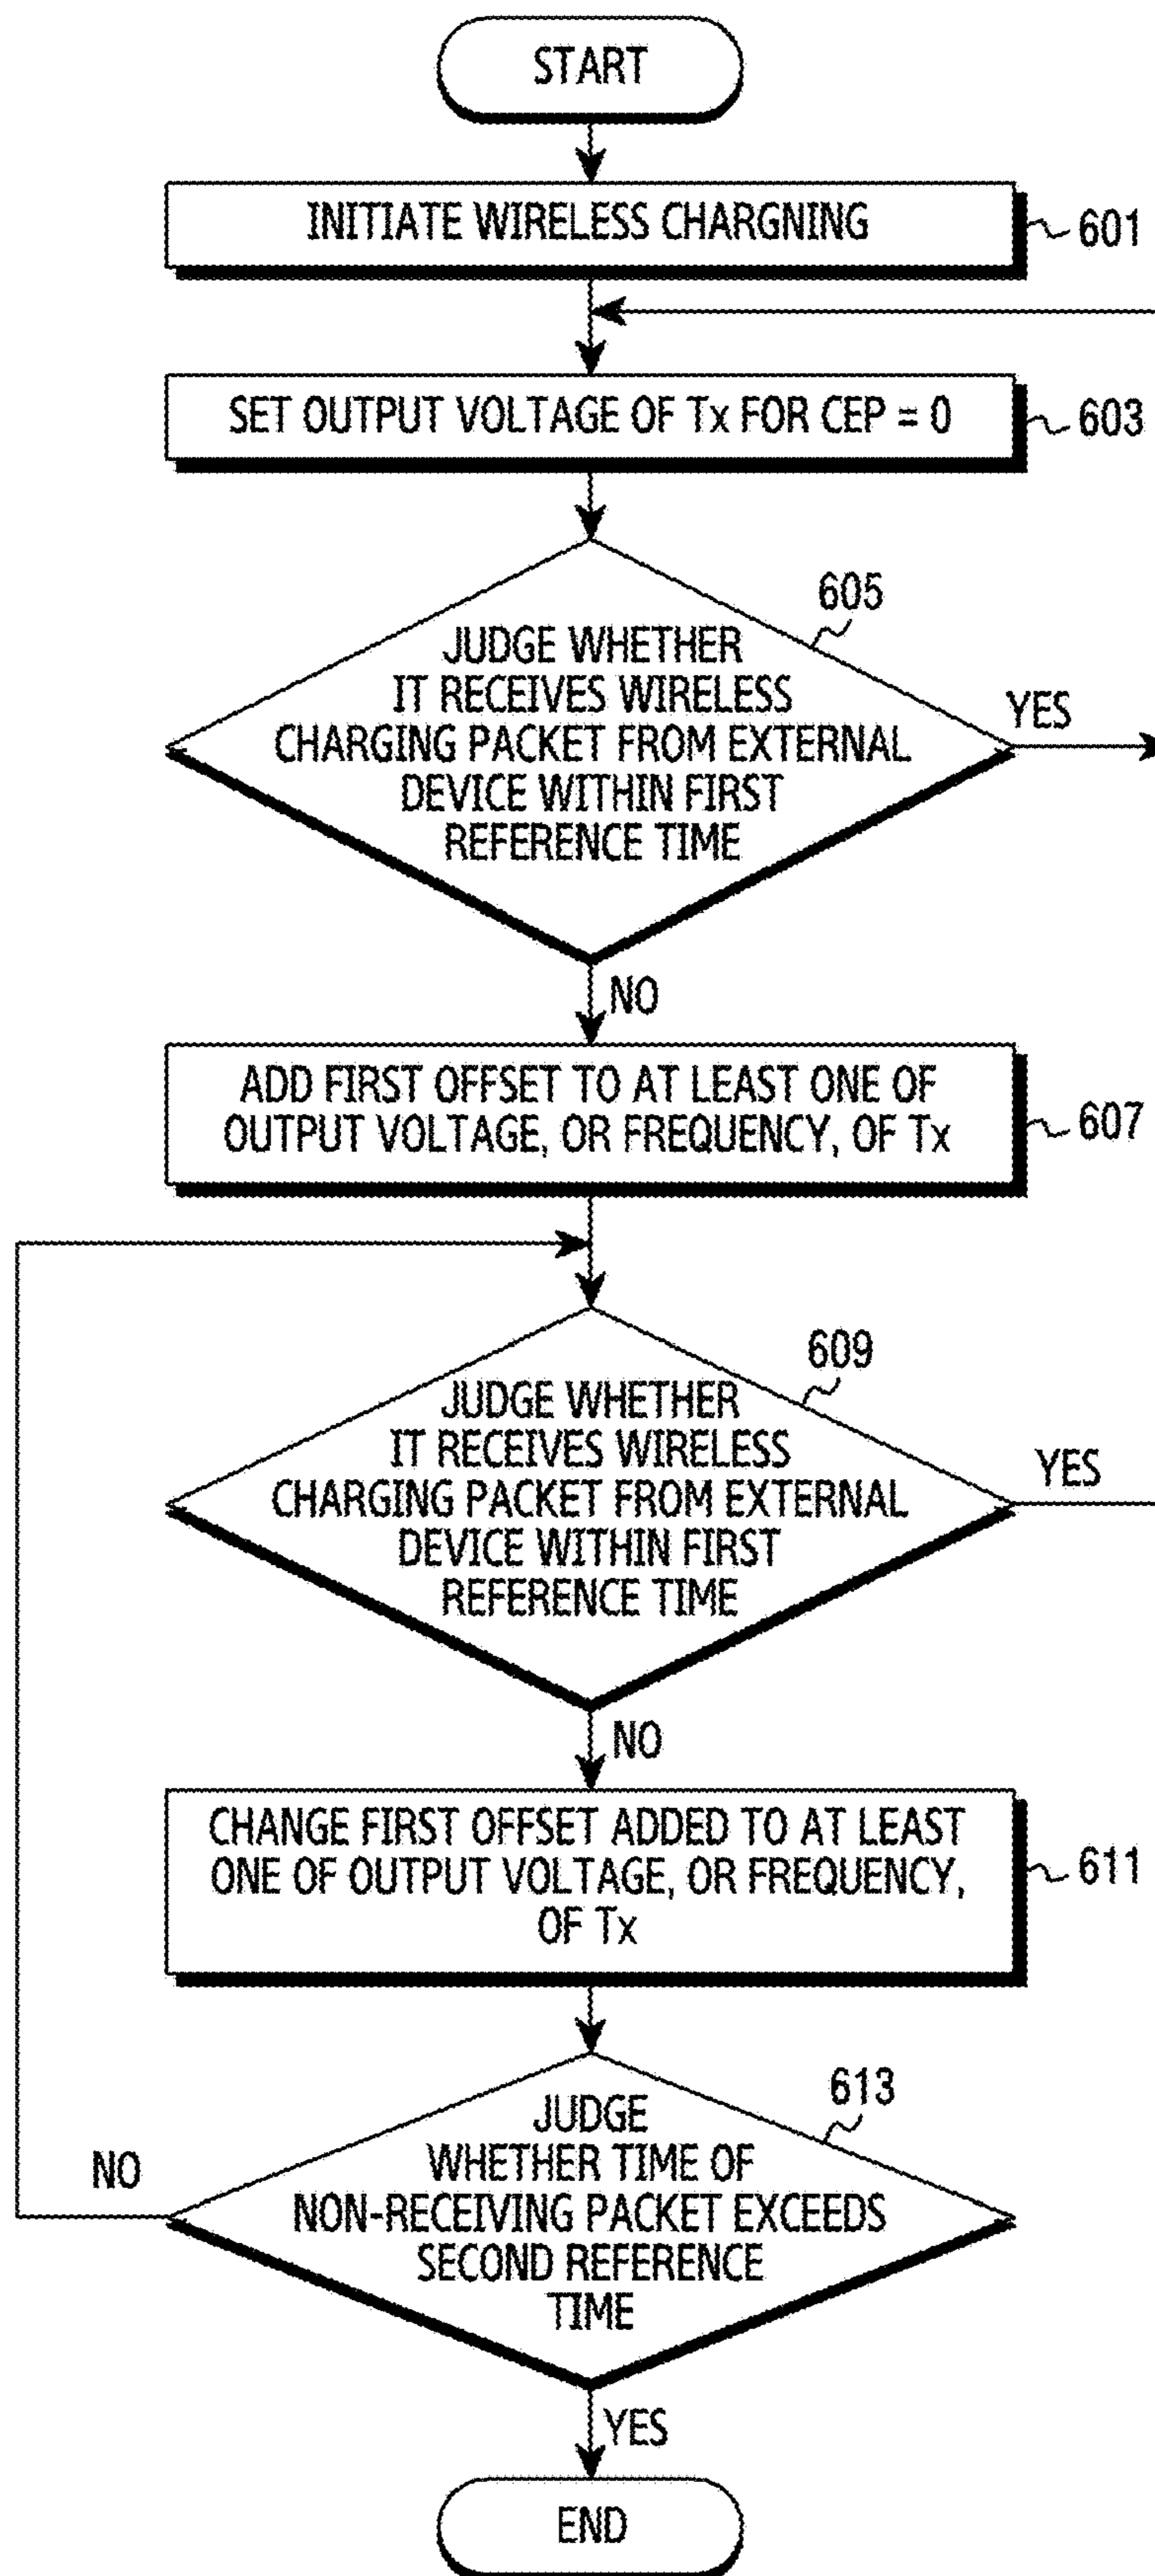 START
INITIATE WIRELESS CHARGNING
601
SET OUTPUT VOLTAGE OF Tx FOR CEP = 0
603
605
JUDGE WHETHER
IT RECEIVES WIRELESS
CHARGING PACKET FROM EXTERNAL
DEVICE WITHIN FIRST
REFERENCE TIME
YES
NO
ADD FIRST OFFSET TO AT LEAST ONE OF
OUTPUT VOLTAGE, OR FREQUENCY, OF Tx
607
609
JUDGE WHETHER
IT RECEIVES WIRELESS
CHARGING PACKET FROM EXTERNAL
DEVICE WITHIN FIRST
REFERENCE TIME
YES
NO
CHANGE FIRST OFFSET ADDED TO AT LEAST
ONE OF OUTPUT VOLTAGE, OR FREQUENCY,
OF Tx
611
613
JUDGE
WHETHER TIME OF
NON-RECEIVING PACKET EXCEEDS
SECOND REFERENCE
TIME
NO
YES
END